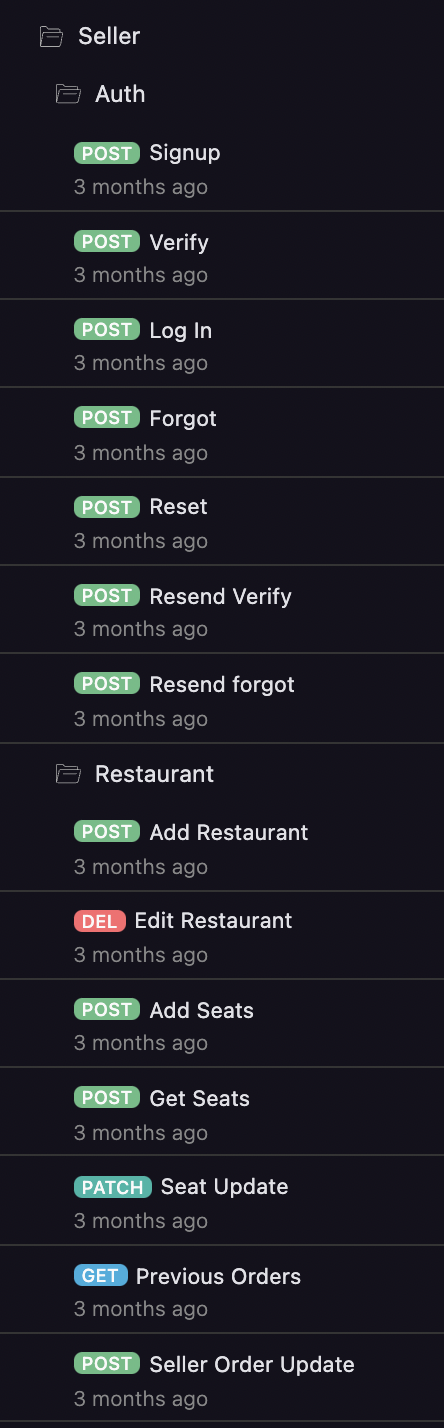 Seller
Auth
POST Signup
3 months ago
POST Verify
3 months ago
POST Log In
3 months ago
POST Forgot
3 months ago
POST Reset
3 months ago
POST Resend Verify
3 months ago
POST Resend forgot
3 months ago
Restaurant
POST Add Restaurant
3 months ago
DEL Edit Restaurant
3 months ago
POST Add Seats
3 months ago
POST Get Seats
3 months ago
PATCH Seat Update
3 months ago
GET Previous Orders
3 months ago
POST Seller Order Update
3 months ago